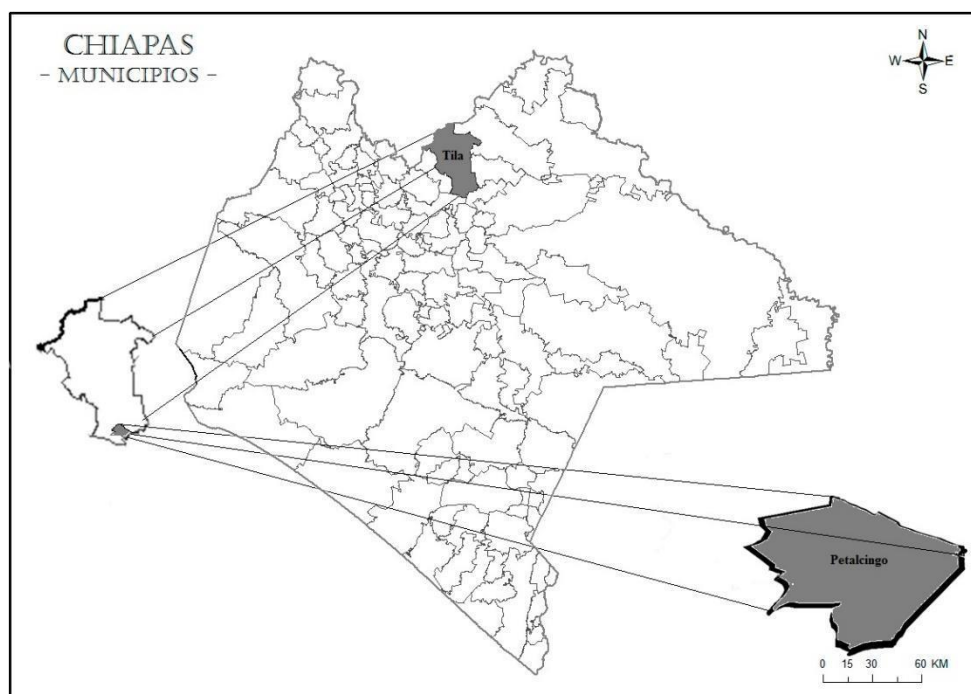 CHIAPAS
- MUNICIPIOS -
N
W E
S
Tila
Petalcingo
0 15 30 60 KM